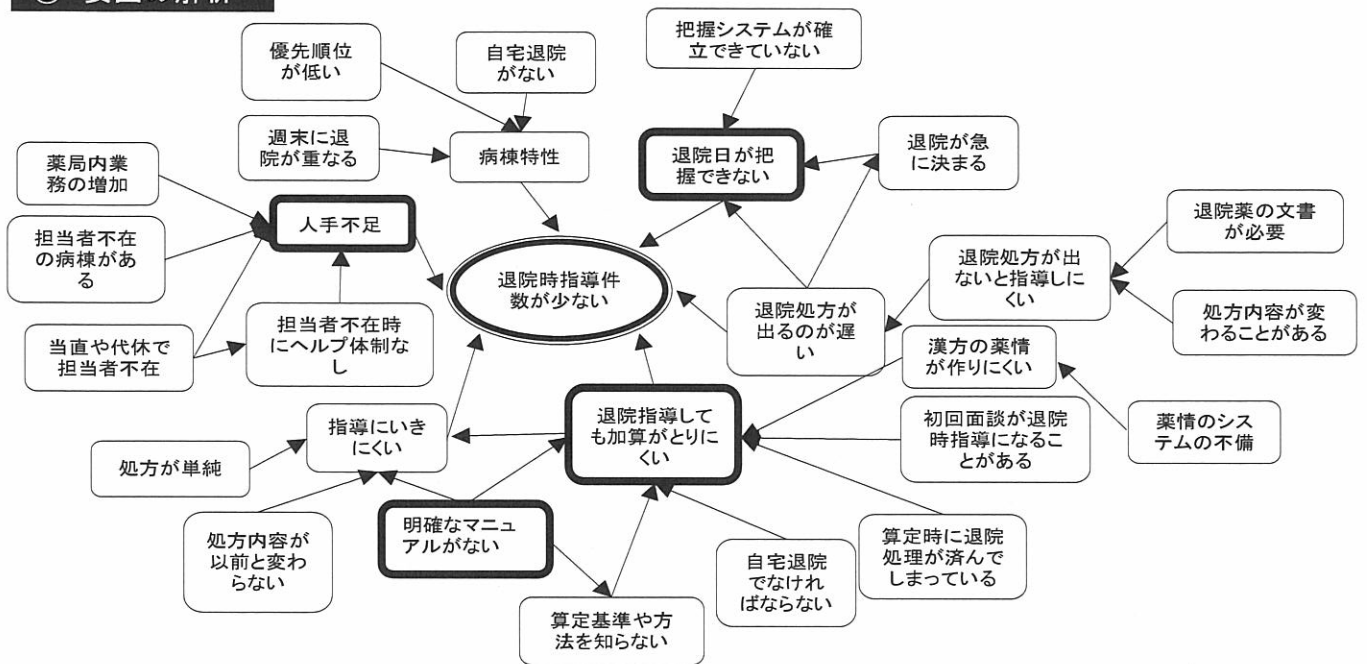 要因の解析
優先順位
が低い
自宅退院
がない
把握システムが確
立できていない
週末に退
院が重なる
病棟特性
退院日が把
握できない
退院が急
に決まる
薬局内業
務の増加
人手不足
担当者不在
の病棟があ
る
退院時指導件
数が少ない
退院処方が出
ないと指導しに
くい
退院薬の文書
が必要
処方内容が変
わることがある
当直や代休で
担当者不在
担当者不在時
にヘルプ体制な
し
退院処方が
出るのが遅
い
漢方の薬情
が作りにくい
薬情のシス
テムの不備
指導にいき
にくい
退院指導して
も加算がとりに
くい
初回面談が退院
時指導になるこ
とがある
処方が単純
処方内容が
以前と変わ
らない
明確なマニュ
アルがない
算定基準や方
法を知らない
自宅退院
でなけれ
ばならない
算定時に退院
処理が済んで
しまっている